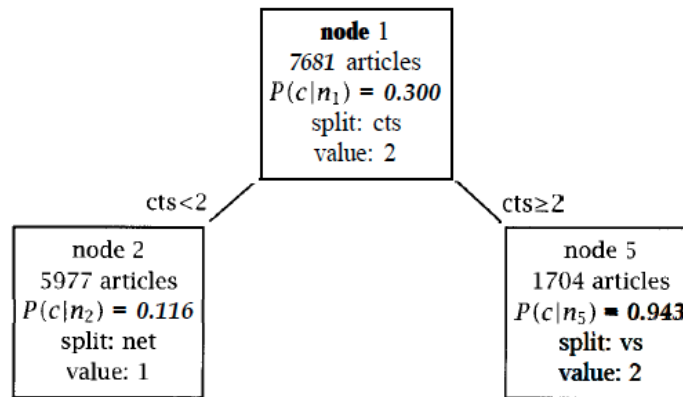 node 1
7681 articles
P(c|n₁) = 0.300
split: cts
value: 2
cts<2
cts≥2
node 2
5977 articles
P(c|n₂) = 0.116
split: net
value: 1
node 5
1704 articles
P(c|n₅) = 0.943
split: vs
value: 2